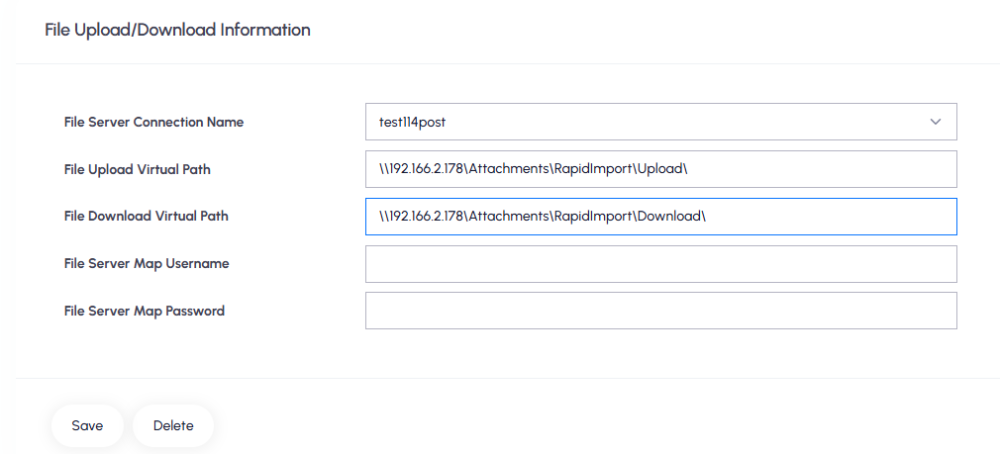 File Upload/Download Information
File Server Connection Name test114post
File Upload Virtual Path \\192.166.2.178\Attachments\RapidImport\Upload\
File Download Virtual Path \\192.166.2.178\Attachments\RapidImport\Download\
File Server Map Username
File Server Map Password
Save Delete